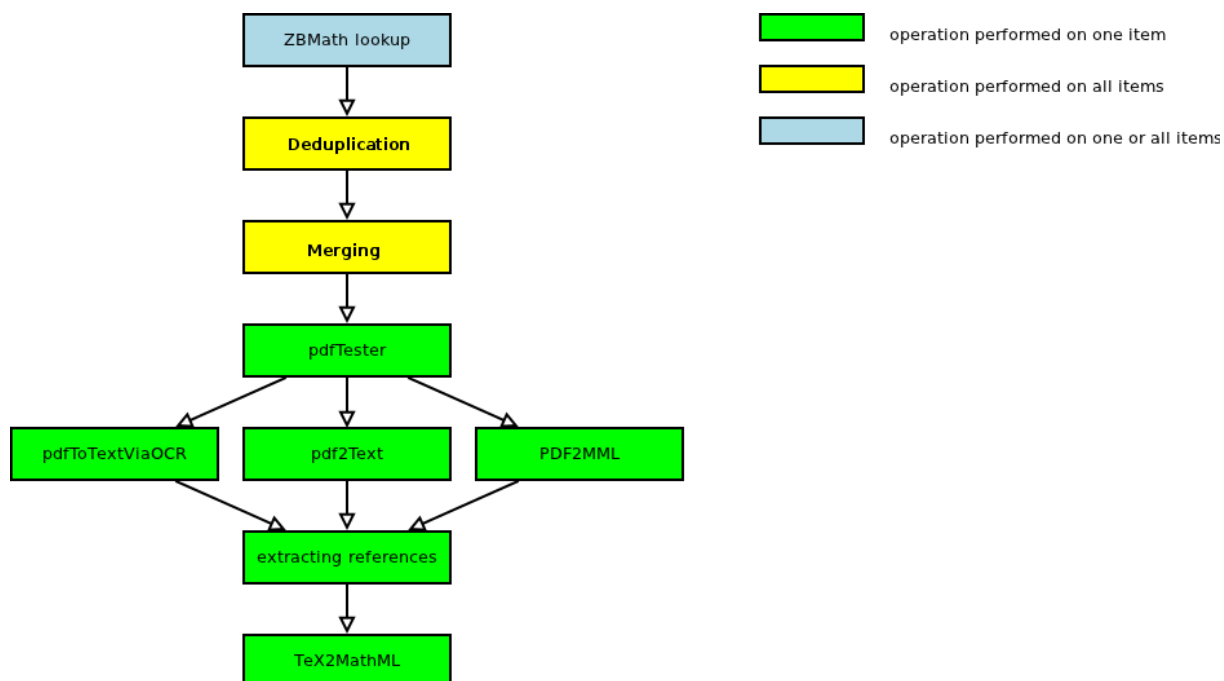 ZBMath lookup
Deduplication
Merging
pdfTester
pdfToTextViaOCR
pdf2Text
PDF2MML
extracting references
TeX2MathML
operation performed on one item
operation performed on all items
operation performed on one or all items